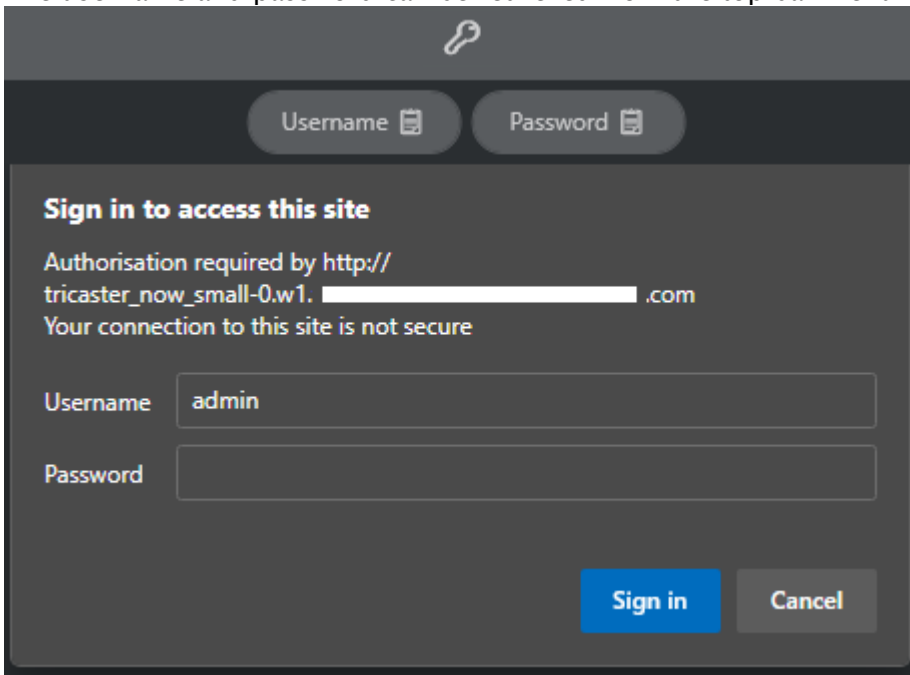 Username
Password
Sign in to access this site
Authorisation required by http://
tricaster_now_small-0.w1. .com
Your connection to this site is not secure
Username
admin
Password
Sign in
Cancel